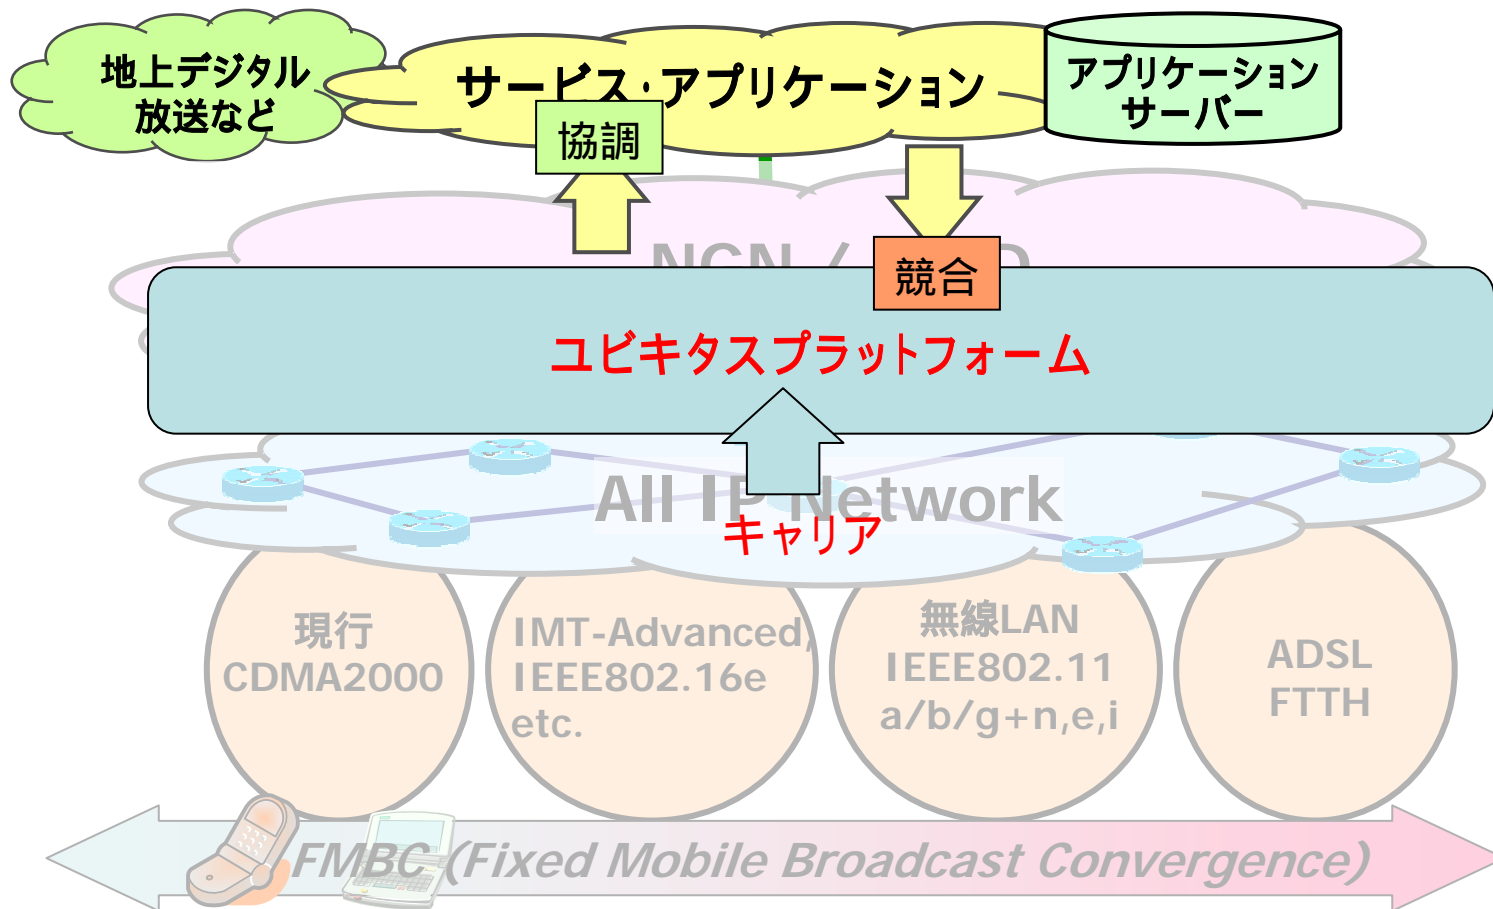 地上デジタル
放送など
サービス・アプリケーション
アプリケーション
サーバー
協調
NGN /
競合
ユビキタスプラットフォーム
All IP Network
キャリア
現行
CDMA2000
IMT-Advanced,
IEEE802.16e
etc.
無線LAN
IEEE802.11
a/b/g+n,e,i
ADSL
FTTH
FMBC (Fixed Mobile Broadcast Convergence)